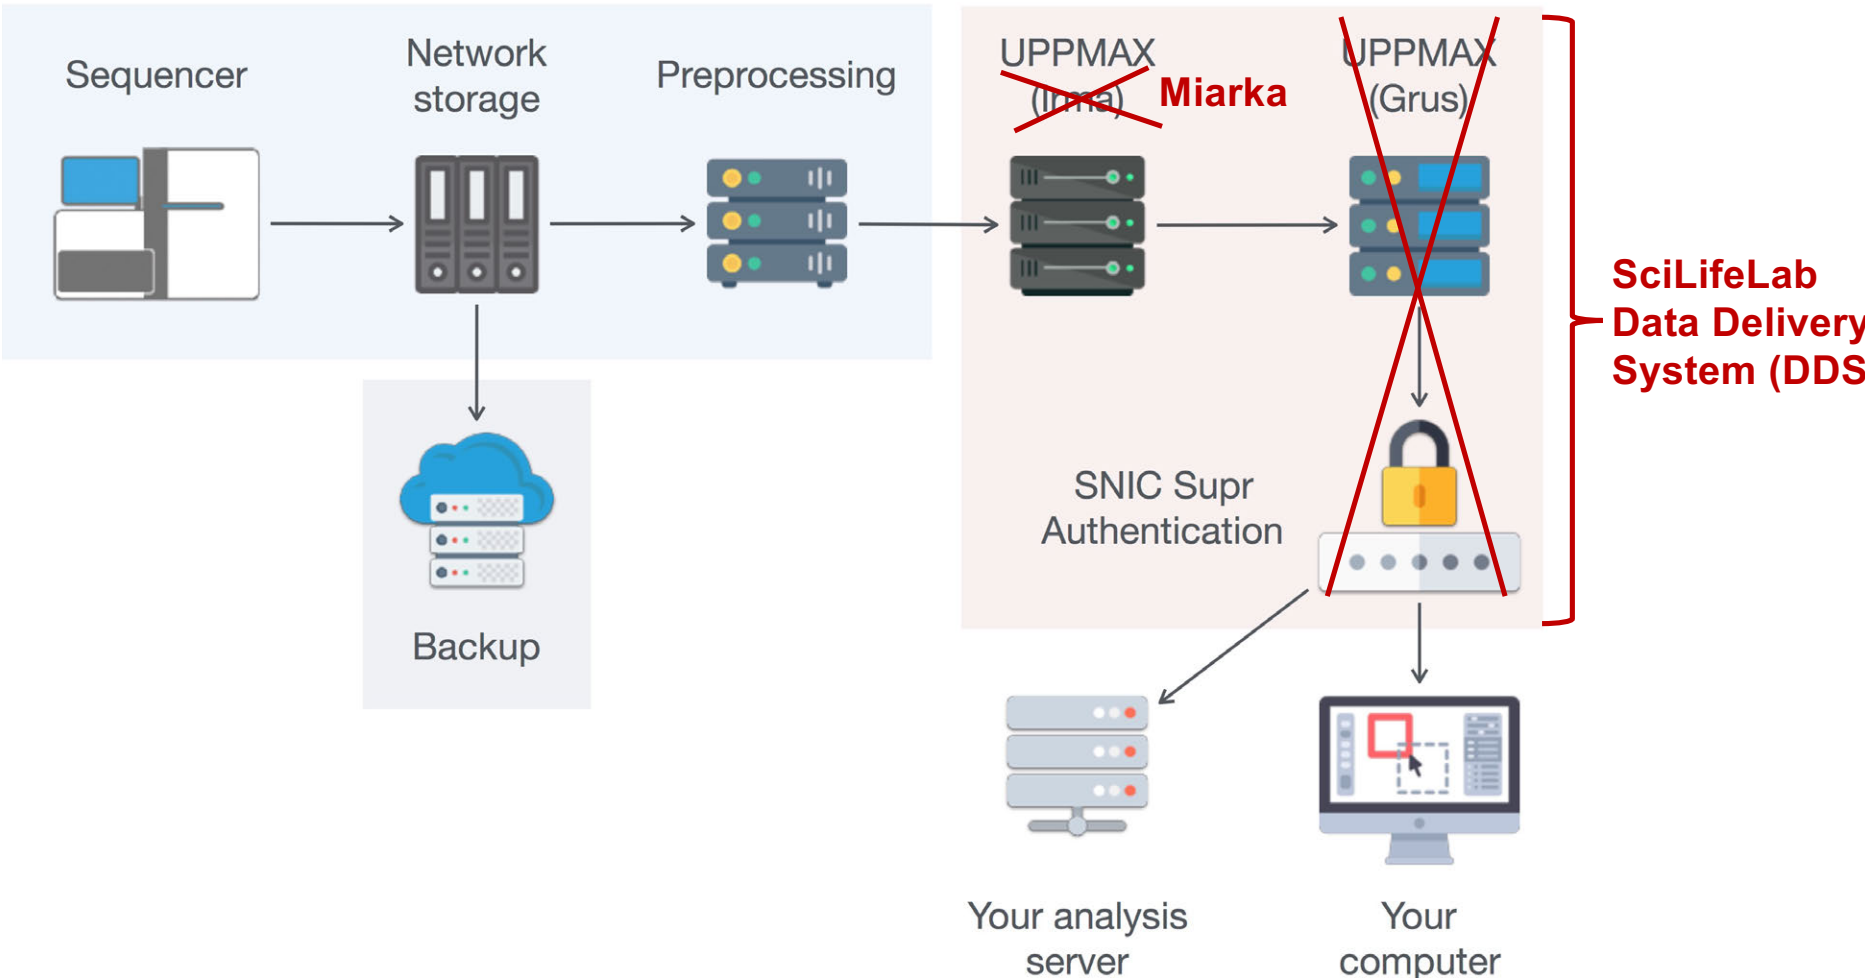 Sequencer
Network
storage
Preprocessing
UPPMAX
(Irma)
Miarka
UPPMAX
(Grus)
SciLifeLab
Data Delivery
System (DDS
SNIC Supr
Authentication
Backup
Your analysis
server
Your
computer